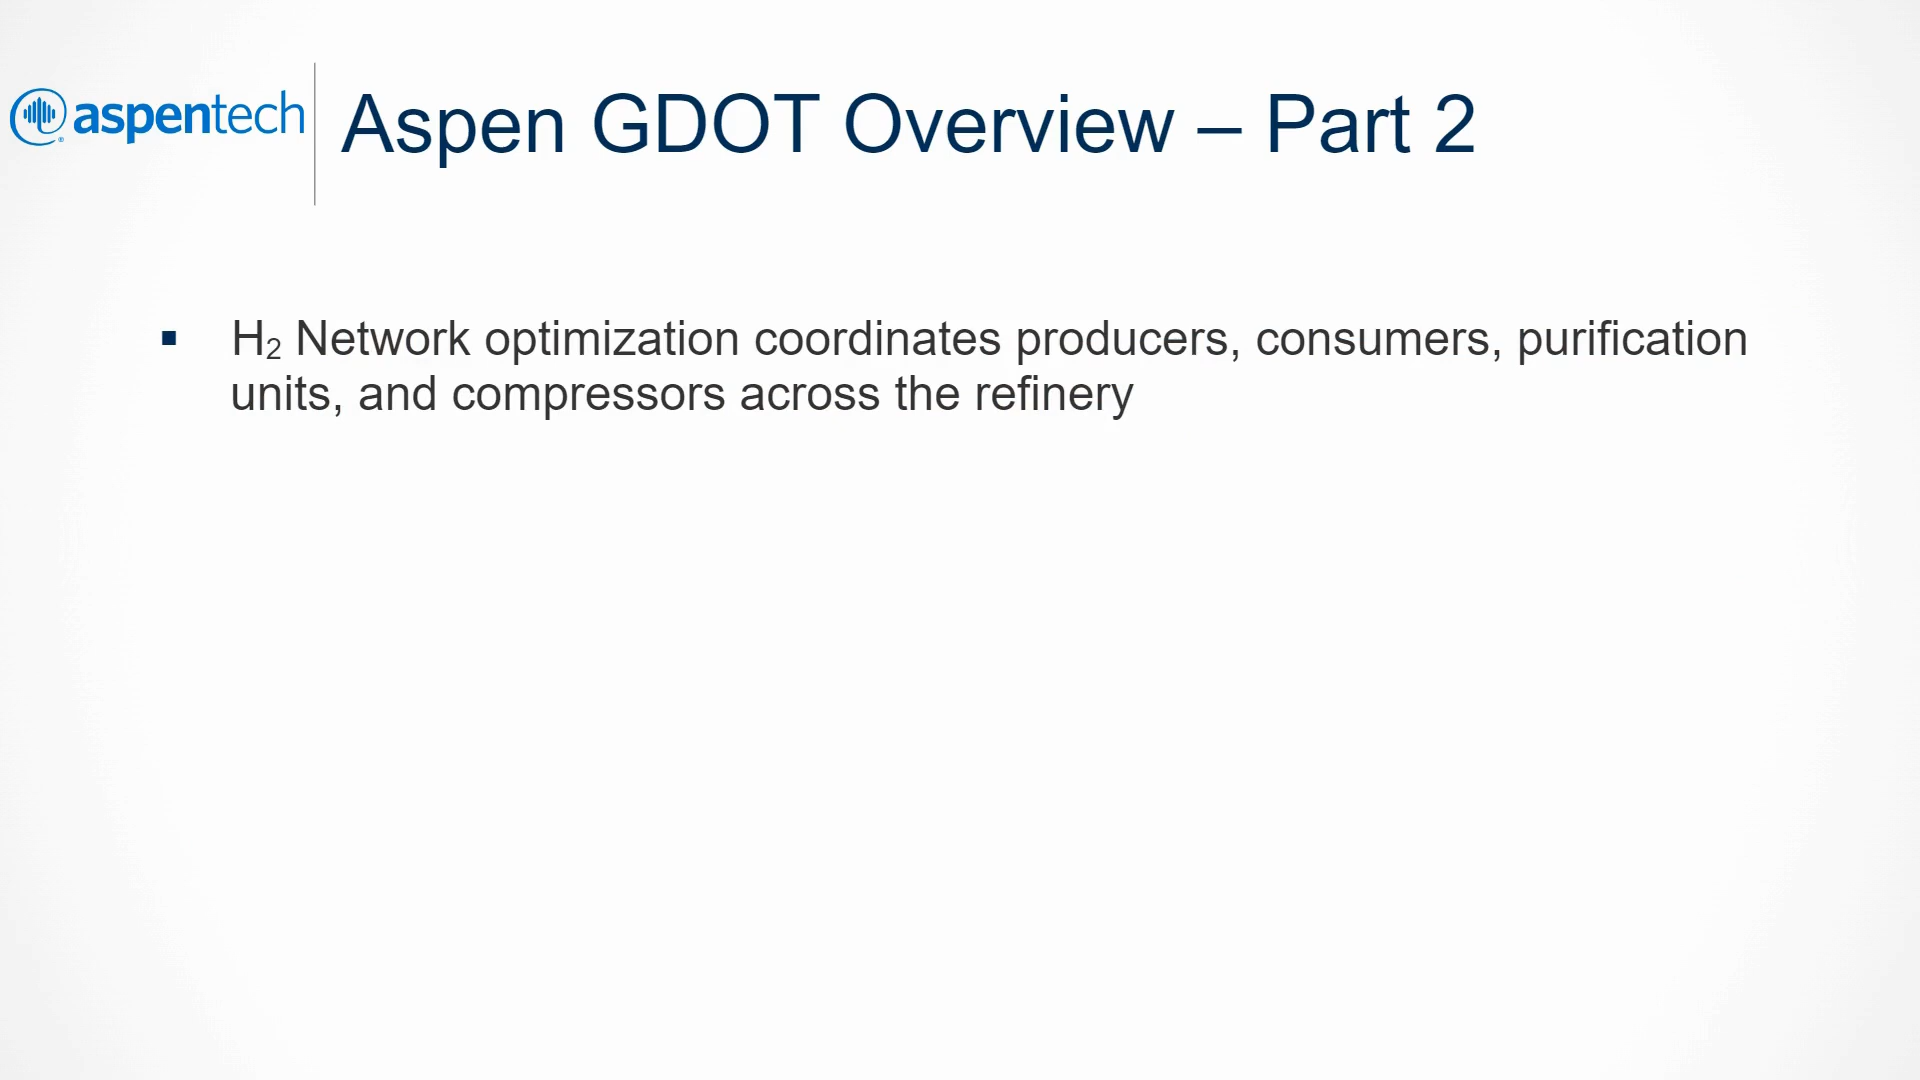 aspentech
Aspen GDOT Overview – Part 2
▪ H₂ Network optimization coordinates producers, consumers, purification
units, and compressors across the refinery